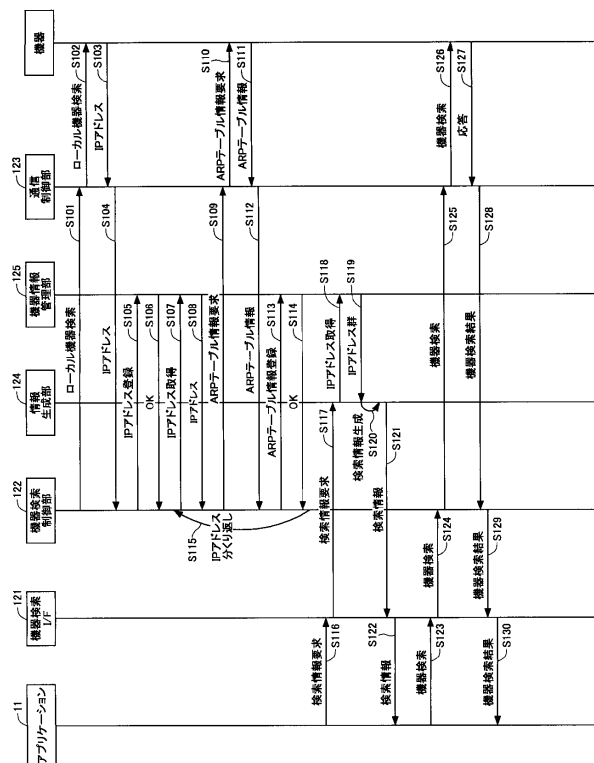 11
アプリケーション
121
機器検索
I/F
122
機器検索
制御部
124
情報
生成部
125
機器情報
管理部
123
通信
制御部
機器
ローカル機器検索
S101
ローカル機器検索
S102
IPアドレス
S103
IPアドレス
S104
IPアドレス登録
S105
OK
S106
IPアドレス取得
S107
IPアドレス
S108
ARPテーブル情報要求
S109
ARPテーブル情報要求
S110
ARPテーブル情報
S111
ARPテーブル情報
S112
ARPテーブル情報登録
S113
OK
S114
S115
IPアドレス
分くり返し
検索情報要求
S116
検索情報要求
S117
IPアドレス取得
S118
IPアドレス群
S119
検索情報生成
S120
検索情報
S121
検索情報
S122
機器検索
S123
機器検索
S124
機器検索
S125
機器検索
S126
応答
S127
機器検索結果
S128
機器検索結果
S129
機器検索結果
S130